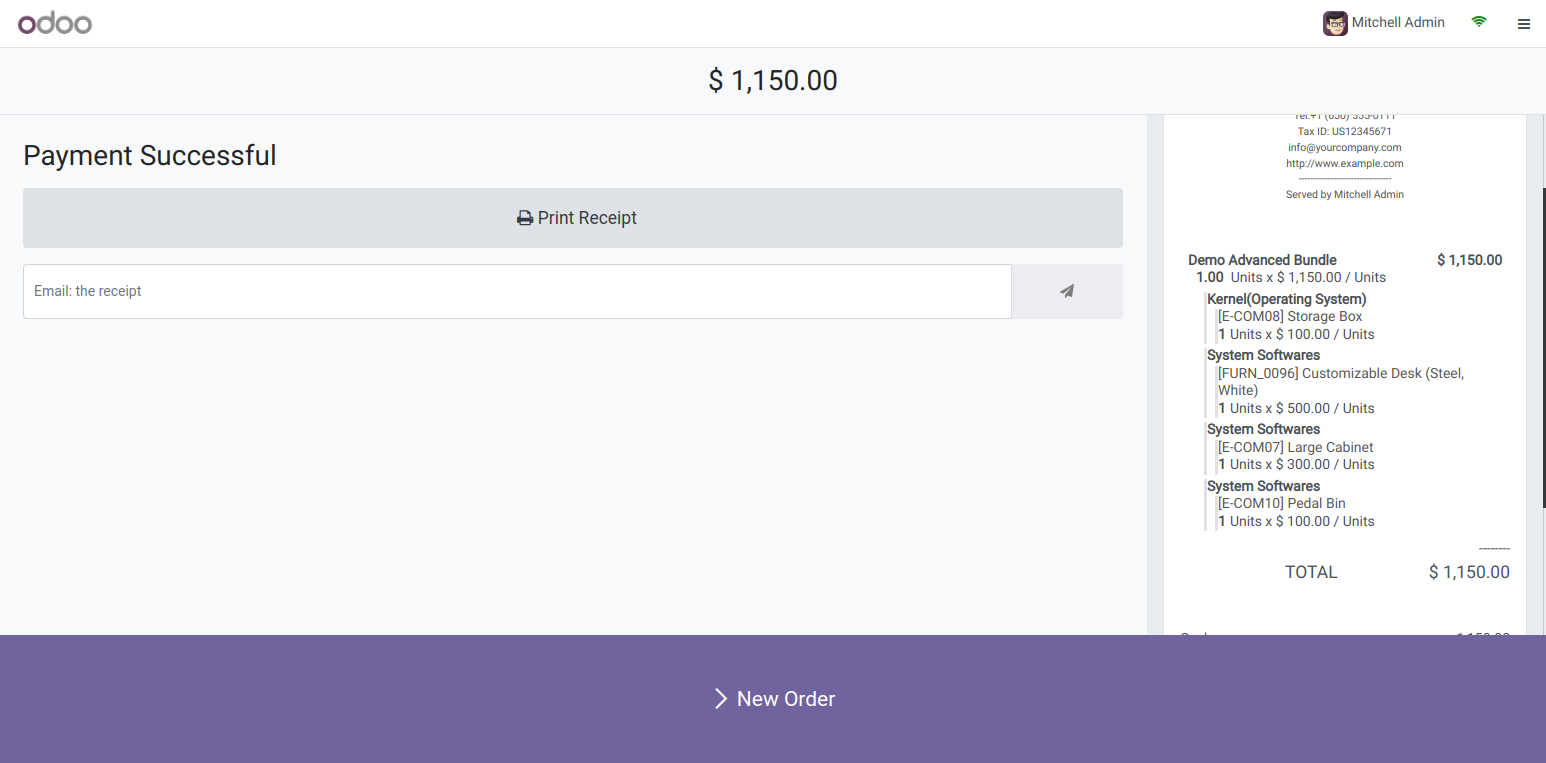 odoo
Mitchell Admin
$ 1,150.00
Payment Successful
Print Receipt
Email: the receipt
Tel:+1 (650) 555-0111
Tax ID: US12345671
info@yourcompany.com
http://www.example.com
--------------------------------
Served by Mitchell Admin
Demo Advanced Bundle $ 1,150.00
1.00 Units x $ 1,150.00 / Units
Kernel(Operating System)
[E-COM08] Storage Box
1 Units x $ 100.00 / Units
System Softwares
[FURN_0096] Customizable Desk (Steel,
White)
1 Units x $ 500.00 / Units
System Softwares
[E-COM07] Large Cabinet
1 Units x $ 300.00 / Units
System Softwares
[E-COM10] Pedal Bin
1 Units x $ 100.00 / Units
--------
TOTAL $ 1,150.00
New Order